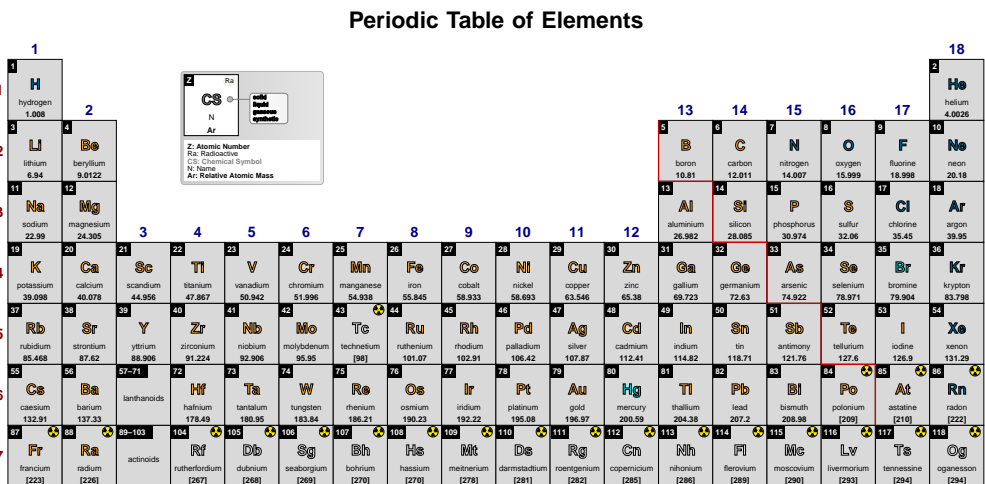 Periodic Table of Elements
1 18
1 2
H He
hydrogen helium
1.008 2 13 14 15 16 17 4.0026
3 4 5 6 7 8 9 10
Li Be B C N O F Ne
lithium beryllium boron carbon nitrogen oxygen fluorine neon
6.94 9.0122 10.81 12.011 14.007 15.999 18.998 20.18
Z Ra
CS
N
Ar
solid
liquid
gaseous
synthetic
Z: Atomic Number
Ra: Radioactive
CS: Chemical Symbol
N: Name
Ar: Relative Atomic Mass
11 12 13 14 15 16 17 18
Na Mg Al Si P S Cl Ar
sodium magnesium aluminium silicon phosphorus sulfur chlorine argon
22.99 24.305 3 4 5 6 7 8 9 10 11 12 26.982 28.085 30.974 32.06 35.45 39.95
19 20 21 22 23 24 25 26 27 28 29 30 31 32 33 34 35 36
K Ca Sc Ti V Cr Mn Fe Co Ni Cu Zn Ga Ge As Se Br Kr
potassium calcium scandium titanium vanadium chromium manganese iron cobalt nickel copper zinc gallium germanium arsenic selenium bromine krypton
39.098 40.078 44.956 47.867 50.942 51.996 54.938 55.845 58.933 58.693 63.546 65.38 69.723 72.63 74.922 78.971 79.904 83.798
37 38 39 40 41 42 43 44 45 46 47 48 49 50 51 52 53 54
Rb Sr Y Zr Nb Mo Tc Ru Rh Pd Ag Cd In Sn Sb Te I Xe
rubidium strontium yttrium zirconium niobium molybdenum technetium ruthenium rhodium palladium silver cadmium indium tin antimony tellurium iodine xenon
85.468 87.62 88.906 91.224 92.906 95.95 [98] 101.07 102.91 106.42 107.87 112.41 114.82 118.71 121.76 127.6 126.9 131.29
55 56 57–71 72 73 74 75 76 77 78 79 80 81 82 83 84 85 86
Cs Ba Hf Ta W Re Os Ir Pt Au Hg Tl Pb Bi Po At Rn
caesium barium lanthanoids hafnium tantalum tungsten rhenium osmium iridium platinum gold mercury thallium lead bismuth polonium astatine radon
132.91 137.33 178.49 180.95 183.84 186.21 190.23 192.22 195.08 196.97 200.59 204.38 207.2 208.98 [209] [210] [222]
87 88 89–103 104 105 106 107 108 109 110 111 112 113 114 115 116 117 118
Fr Ra Rf Db Sg Bh Hs Mt Ds Rg Cn Nh Fl Mc Lv Ts Og
francium radium actinoids rutherfordium dubnium seaborgium bohrium hassium meitnerium darmstadtium roentgenium copernicium nihonium flerovium moscovium livermorium tennessine oganesson
[223] [226] [267] [268] [269] [270] [270] [278] [281] [282] [285] [286] [289] [290] [293] [294] [294]